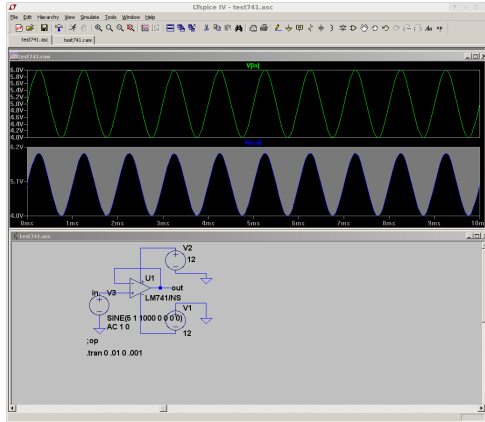 LTspice IV - test741.asc
File Edit Hierarchy View Simulate Tools Window Help
test741.asc test741.raw
test741.raw
V[in]
6.0V
5.8V
5.6V
5.4V
5.2V
5.0V
4.8V
4.6V
4.4V
4.2V
4.0V
V[out]
6.2V
5.1V
4.0V
0ms 1ms 2ms 3ms 4ms 5ms 6ms 7ms 8ms 9ms 10ms
test741.asc
V2
12
U1
in V3 out
LM741/NS
V1
SINE(5 1 1000 0 0 0 0)
AC 1 0
12
;op
.tran 0 .01 0 .001